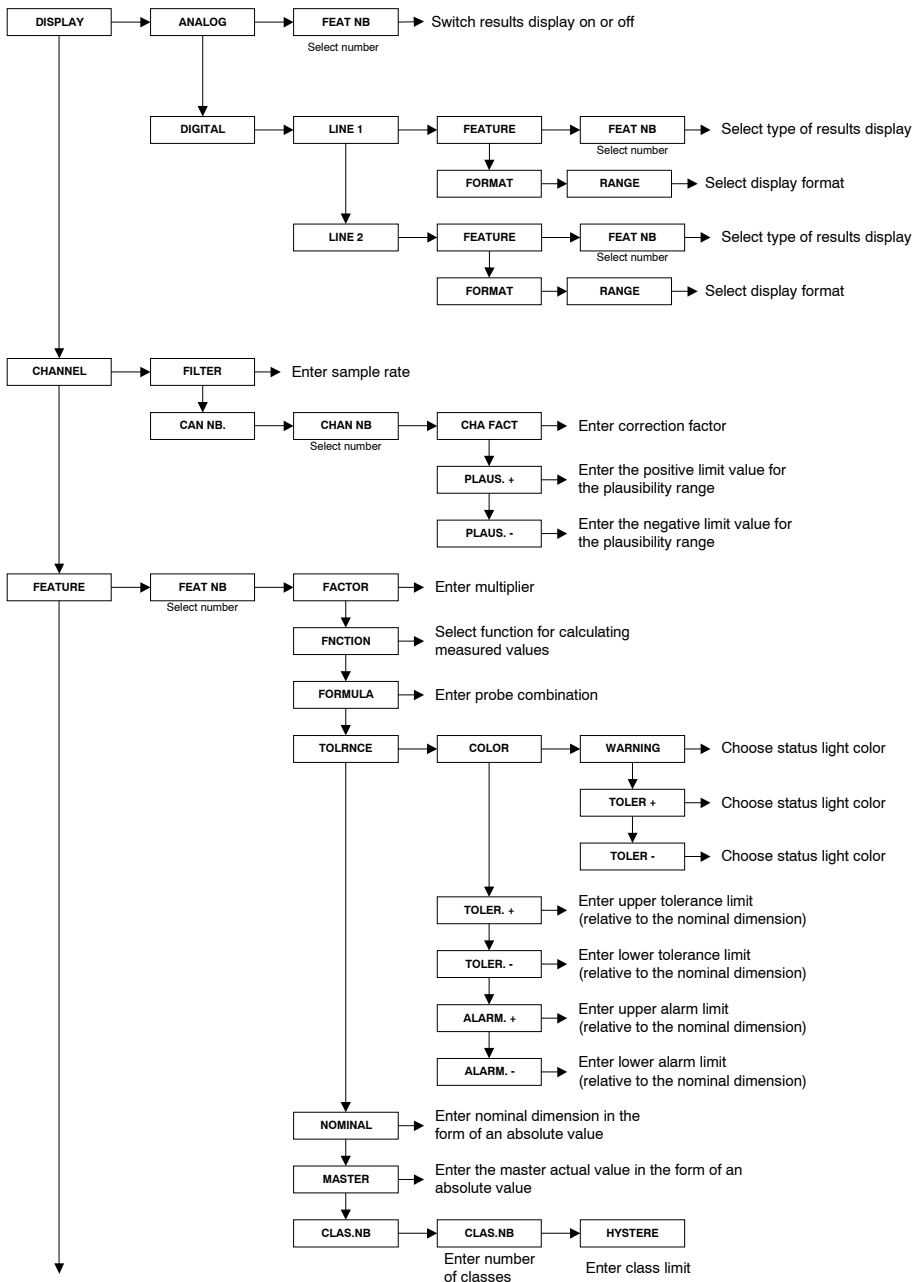 DISPLAY ANALOG FEAT NB Switch results display on or off
Select number
DIGITAL LINE 1 FEATURE FEAT NB Select type of results display
Select number
FORMAT RANGE Select display format
LINE 2 FEATURE FEAT NB Select type of results display
Select number
FORMAT RANGE Select display format
CHANNEL FILTER Enter sample rate
CAN NB. CHAN NB CHA FACT Enter correction factor
Select number
PLAUS. + Enter the positive limit value for
the plausibility range
PLAUS. - Enter the negative limit value for
the plausibility range
FEATURE FEAT NB FACTOR Enter multiplier
Select number
FNCTION Select function for calculating
measured values
FORMULA Enter probe combination
TOLRNCE COLOR WARNING Choose status light color
TOLER + Choose status light color
TOLER - Choose status light color
TOLER. + Enter upper tolerance limit
(relative to the nominal dimension)
TOLER. - Enter lower tolerance limit
(relative to the nominal dimension)
ALARM. + Enter upper alarm limit
(relative to the nominal dimension)
ALARM. - Enter lower alarm limit
(relative to the nominal dimension)
NOMINAL Enter nominal dimension in the
form of an absolute value
MASTER Enter the master actual value in the form of an
absolute value
CLAS.NB CLAS.NB HYSTERE
Enter number
of classes
Enter class limit